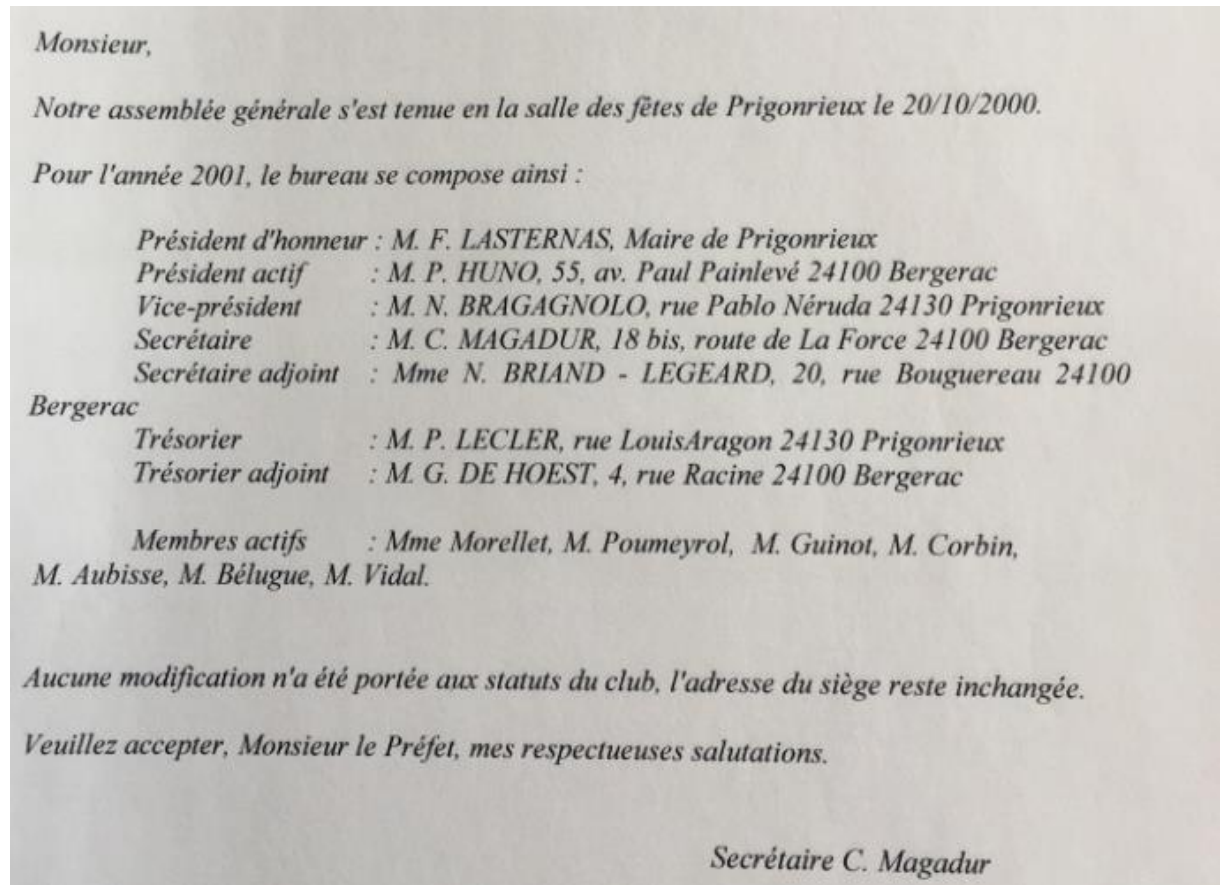 Monsieur,
Notre assemblée générale s'est tenue en la salle des fêtes de Prigonrieux le 20/10/2000.
Pour l'année 2001, le bureau se compose ainsi :
Président d'honneur : M. F. LASTERNAS, Maire de Prigonrieux
Président actif : M. P. HUNO, 55, av. Paul Painlevé 24100 Bergerac
Vice-président : M. N. BRAGAGNOLO, rue Pablo Néruda 24130 Prigonrieux
Secrétaire : M. C. MAGADUR, 18 bis, route de La Force 24100 Bergerac
Secrétaire adjoint : Mme N. BRIAND - LEGEARD, 20, rue Bouguereau 24100
Bergerac
Trésorier : M. P. LECLER, rue LouisAragon 24130 Prigonrieux
Trésorier adjoint : M. G. DE HOEST, 4, rue Racine 24100 Bergerac
Membres actifs : Mme Morellet, M. Poumeyrol, M. Guinot, M. Corbin,
M. Aubisse, M. Bélugue, M. Vidal.
Aucune modification n'a été portée aux statuts du club, l'adresse du siège reste inchangée.
Veuillez accepter, Monsieur le Préfet, mes respectueuses salutations.
Secrétaire C. Magadur